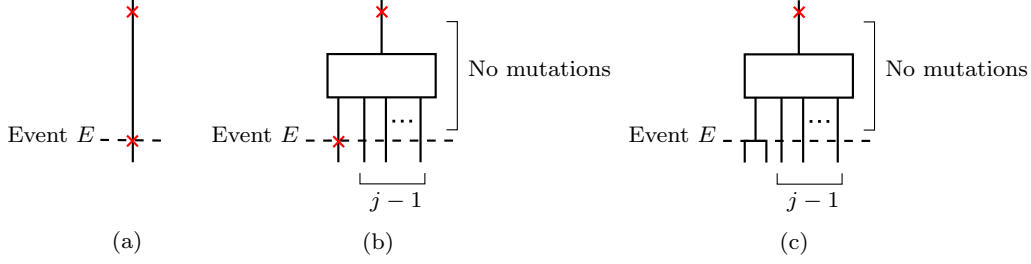 No mutations
No mutations
Event E
Event E
Event E
...
...
j − 1
j − 1
(a)
(b)
(c)